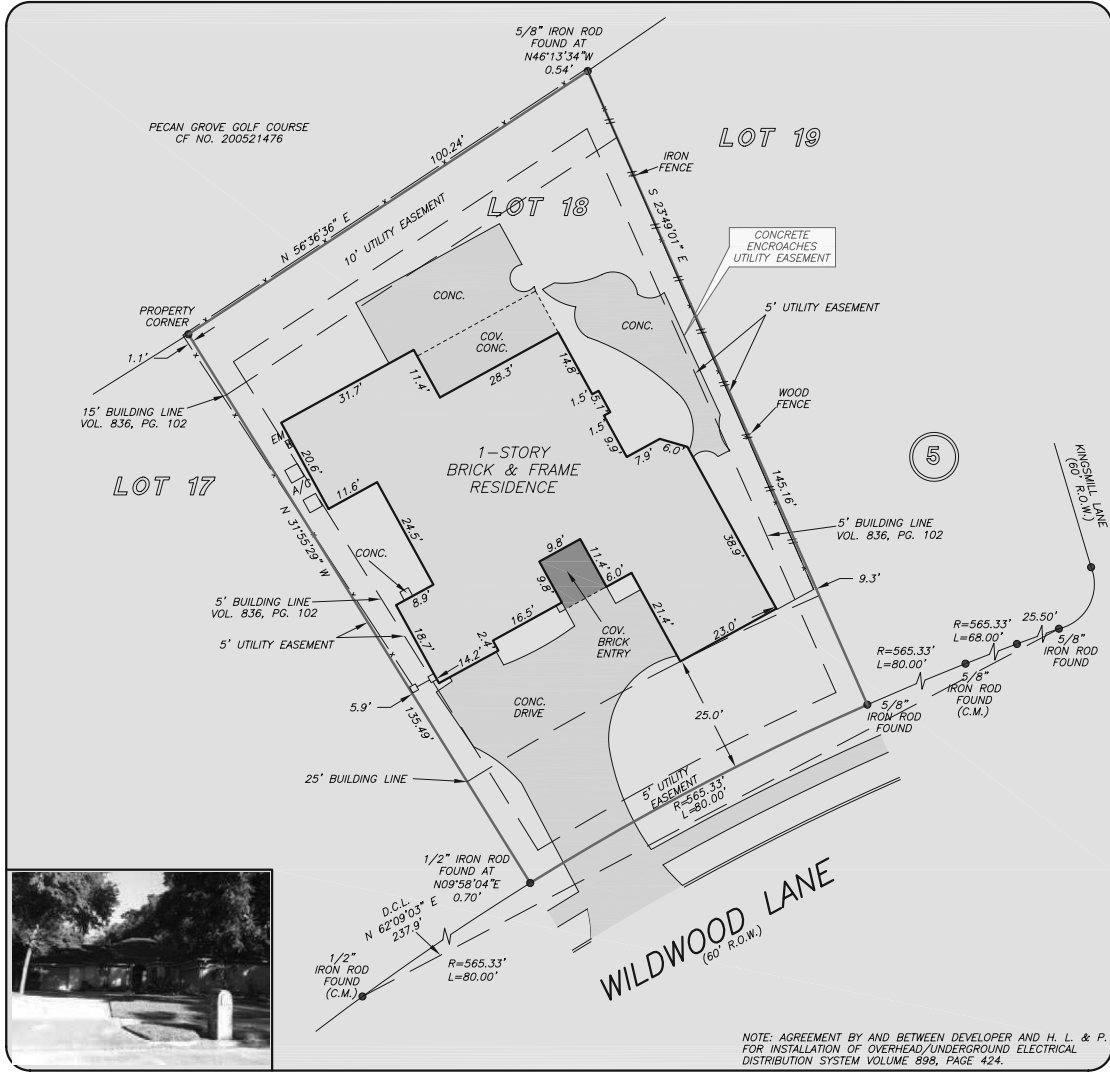 5/8" IRON ROD
FOUND AT
N46°13'34"W
0.54'
PECAN GROVE GOLF COURSE
CF NO. 200521476
100.24'
LOT 19
IRON
FENCE
N 56°36'36" E
10' UTILITY EASEMENT
LOT 18
S 23°49'01" E
CONCRETE
ENCROACHES
UTILITY EASEMENT
PROPERTY
CORNER
CONC.
COV.
CONC.
CONC.
5' UTILITY EASEMENT
1.1'
31.7'
11.4'
28.3'
14.8'
1.5'
5.1'
1.5'
9.9'
7.9'
6.0'
WOOD
FENCE
15' BUILDING LINE
VOL. 836, PG. 102
EM
20.6'
A/C
11.6'
1-STORY
BRICK & FRAME
RESIDENCE
5
KINGSMILL LANE
(60' R.O.W.)
LOT 17
N 31°55'29" W
24.5'
145.16'
38.9'
5' BUILDING LINE
VOL. 836, PG. 102
CONC.
9.8'
11.4'
9.8'
6.0'
9.3'
5' BUILDING LINE
VOL. 836, PG. 102
8.9'
16.5'
5' UTILITY EASEMENT
18.7'
2.4'
14.2'
COV.
BRICK
ENTRY
21.4'
23.0'
25.50'
R=565.33'
L=68.00'
R=565.33'
L=80.00'
5/8"
IRON ROD
FOUND
5/8"
IRON ROD
FOUND
(C.M.)
5/8"
IRON ROD
FOUND
5.9'
135.49'
CONC.
DRIVE
25.0'
25' BUILDING LINE
5' UTILITY
EASEMENT
R=565.33'
L=80.00'
1/2" IRON ROD
FOUND AT
N09°58'04"E
0.70'
D.C.L.
N 62°09'03" E
237.9'
R=565.33'
L=80.00'
1/2"
IRON ROD
FOUND
(C.M.)
WILDWOOD LANE
(60' R.O.W.)
NOTE: AGREEMENT BY AND BETWEEN DEVELOPER AND H. L. & P.
FOR INSTALLATION OF OVERHEAD/UNDERGROUND ELECTRICAL
DISTRIBUTION SYSTEM VOLUME 898, PAGE 424.